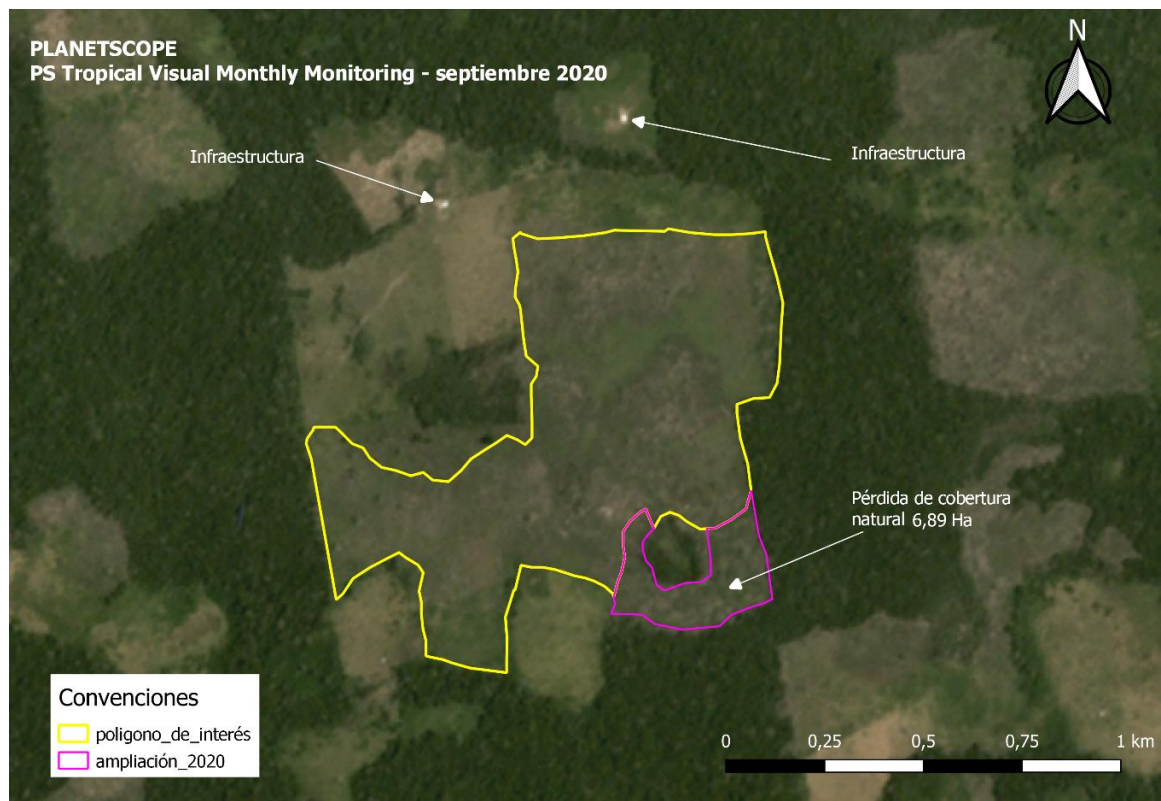 PLANETSCOPE
PS Tropical Visual Monthly Monitoring - septiembre 2020
N
Infraestructura
Infraestructura
Pérdida de cobertura
natural 6,89 Ha
Convenciones
poligono_de_interés
ampliación_2020
0 0,25 0,5 0,75 1 km